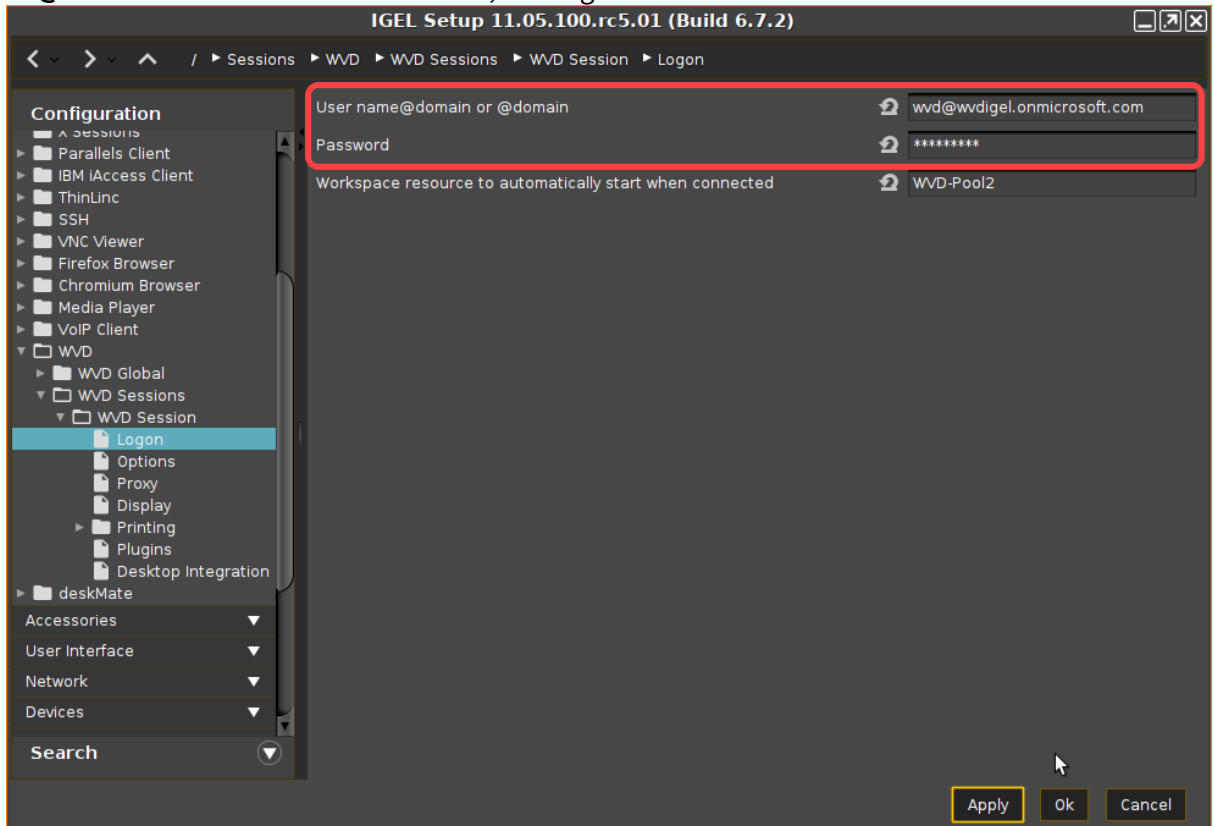 IGEL Setup 11.05.100.rc5.01 (Build 6.7.2)
/ Sessions WVD WVD Sessions WVD Session Logon
Configuration
X Sessions
Parallels Client
IBM iAccess Client
ThinLinc
SSH
VNC Viewer
Firefox Browser
Chromium Browser
Media Player
VoIP Client
WVD
WVD Global
WVD Sessions
WVD Session
Logon
Options
Proxy
Display
Printing
Plugins
Desktop Integration
deskMate
Accessories
User Interface
Network
Devices
Search
User name@domain or @domain wvd@wvdigel.onmicrosoft.com
Password *********
Workspace resource to automatically start when connected WVD-Pool2
Apply Ok Cancel